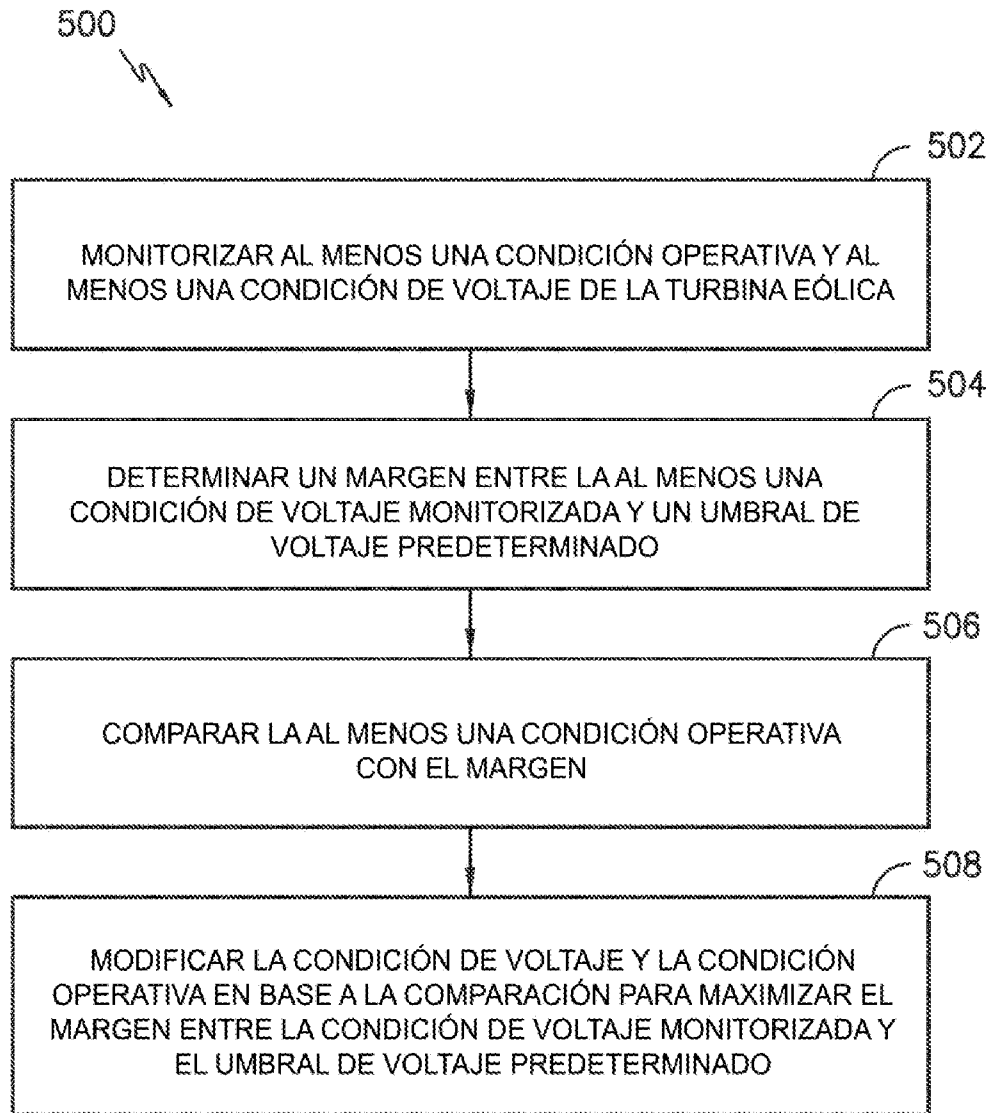 500
502
MONITORIZAR AL MENOS UNA CONDICIÓN OPERATIVA Y AL
MENOS UNA CONDICIÓN DE VOLTAJE DE LA TURBINA EÓLICA
504
DETERMINAR UN MARGEN ENTRE LA AL MENOS UNA
CONDICIÓN DE VOLTAJE MONITORIZADA Y UN UMBRAL DE
VOLTAJE PREDETERMINADO
506
COMPARAR LA AL MENOS UNA CONDICIÓN OPERATIVA
CON EL MARGEN
508
MODIFICAR LA CONDICIÓN DE VOLTAJE Y LA CONDICIÓN
OPERATIVA EN BASE A LA COMPARACIÓN PARA MAXIMIZAR EL
MARGEN ENTRE LA CONDICIÓN DE VOLTAJE MONITORIZADA Y
EL UMBRAL DE VOLTAJE PREDETERMINADO